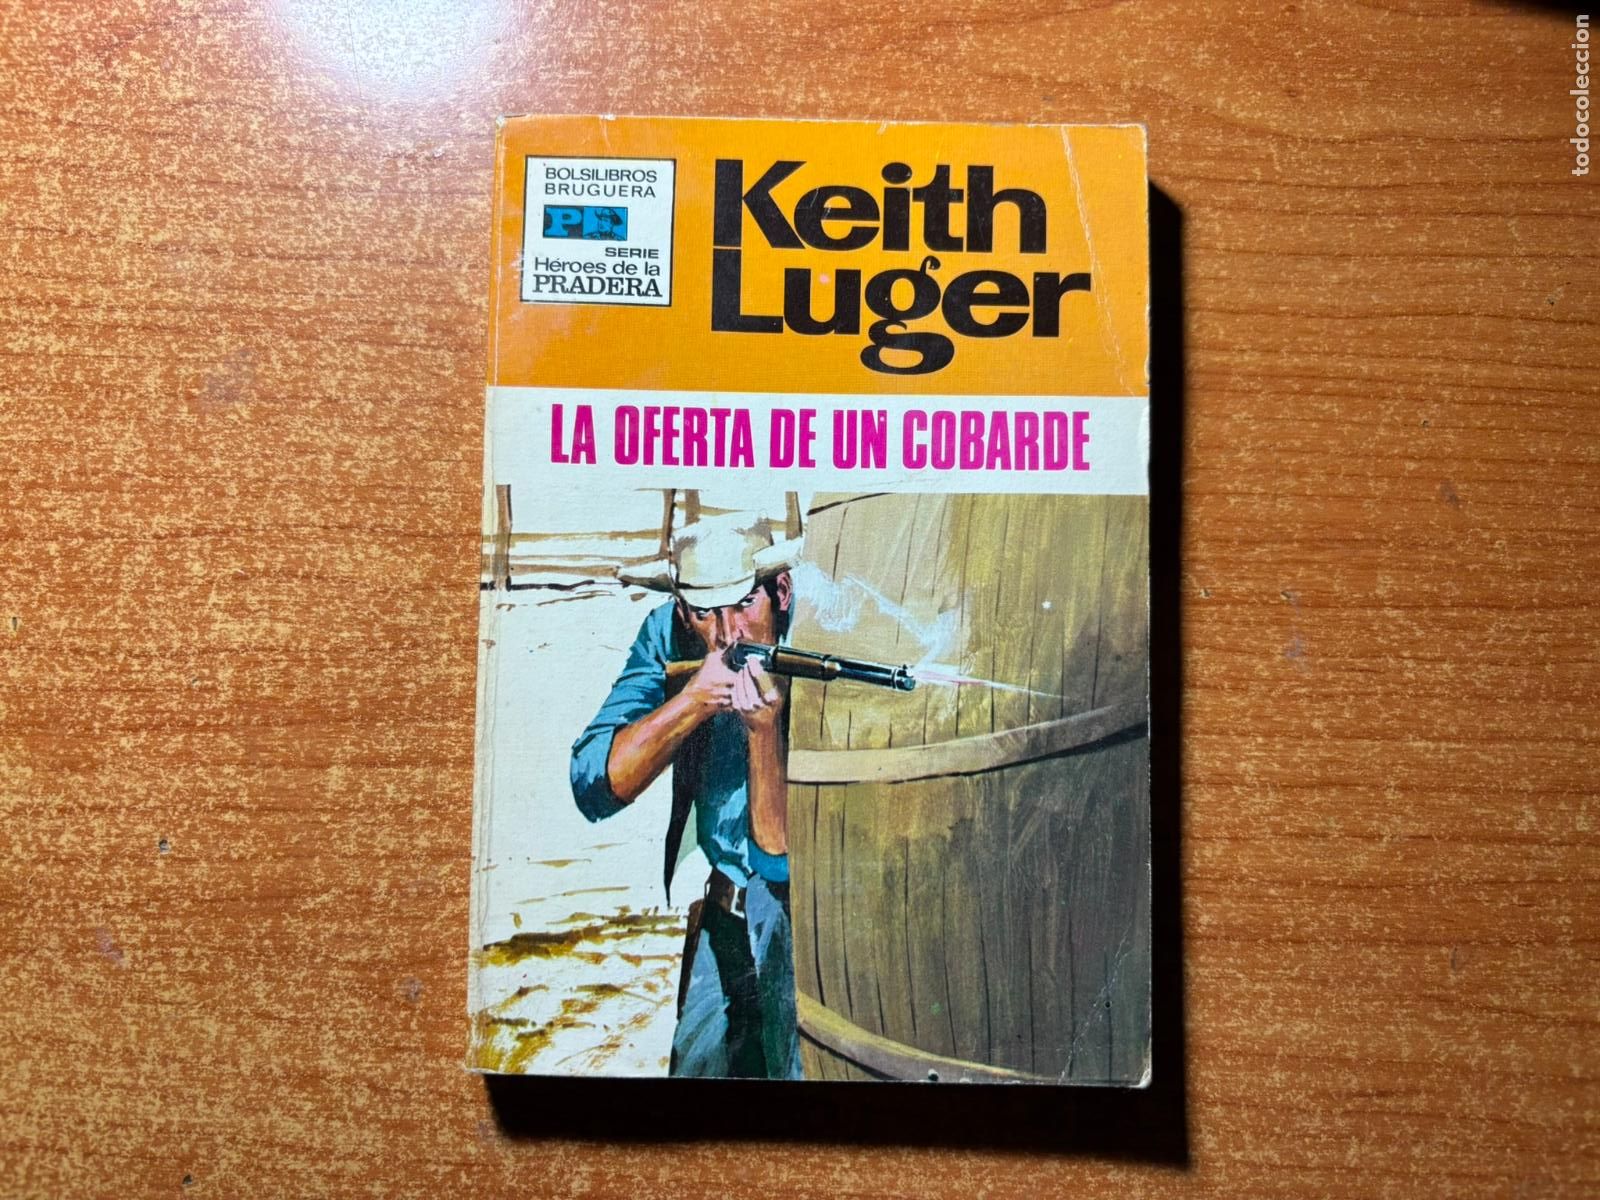 BOLSILIBROS
BRUGUERA
SERIE
Héroes de la
PRADERA
Keith
Luger
LA OFERTA DE UN COBARDE
todocoleccion